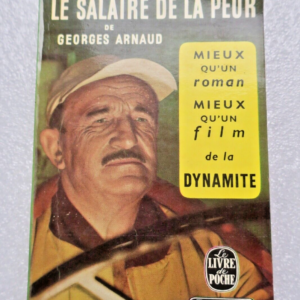 LE SALAIRE DE LA PEUR
DE
GEORGES ARNAUD
MIEUX
QU'UN
roman
MIEUX
QU'UN
film
de la
DYNAMITE
LE
LIVRE
de
POCHE